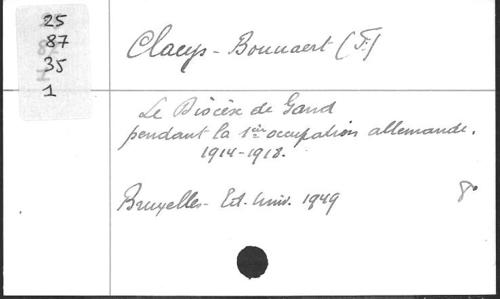 25
87
35
1
Claeys-Bouuaert (F.)
Le Diocèse de Gand
pendant la 1ère occupation allemande.
1914-1918.
Bruxelles - Ed. Univ. 1949
8°